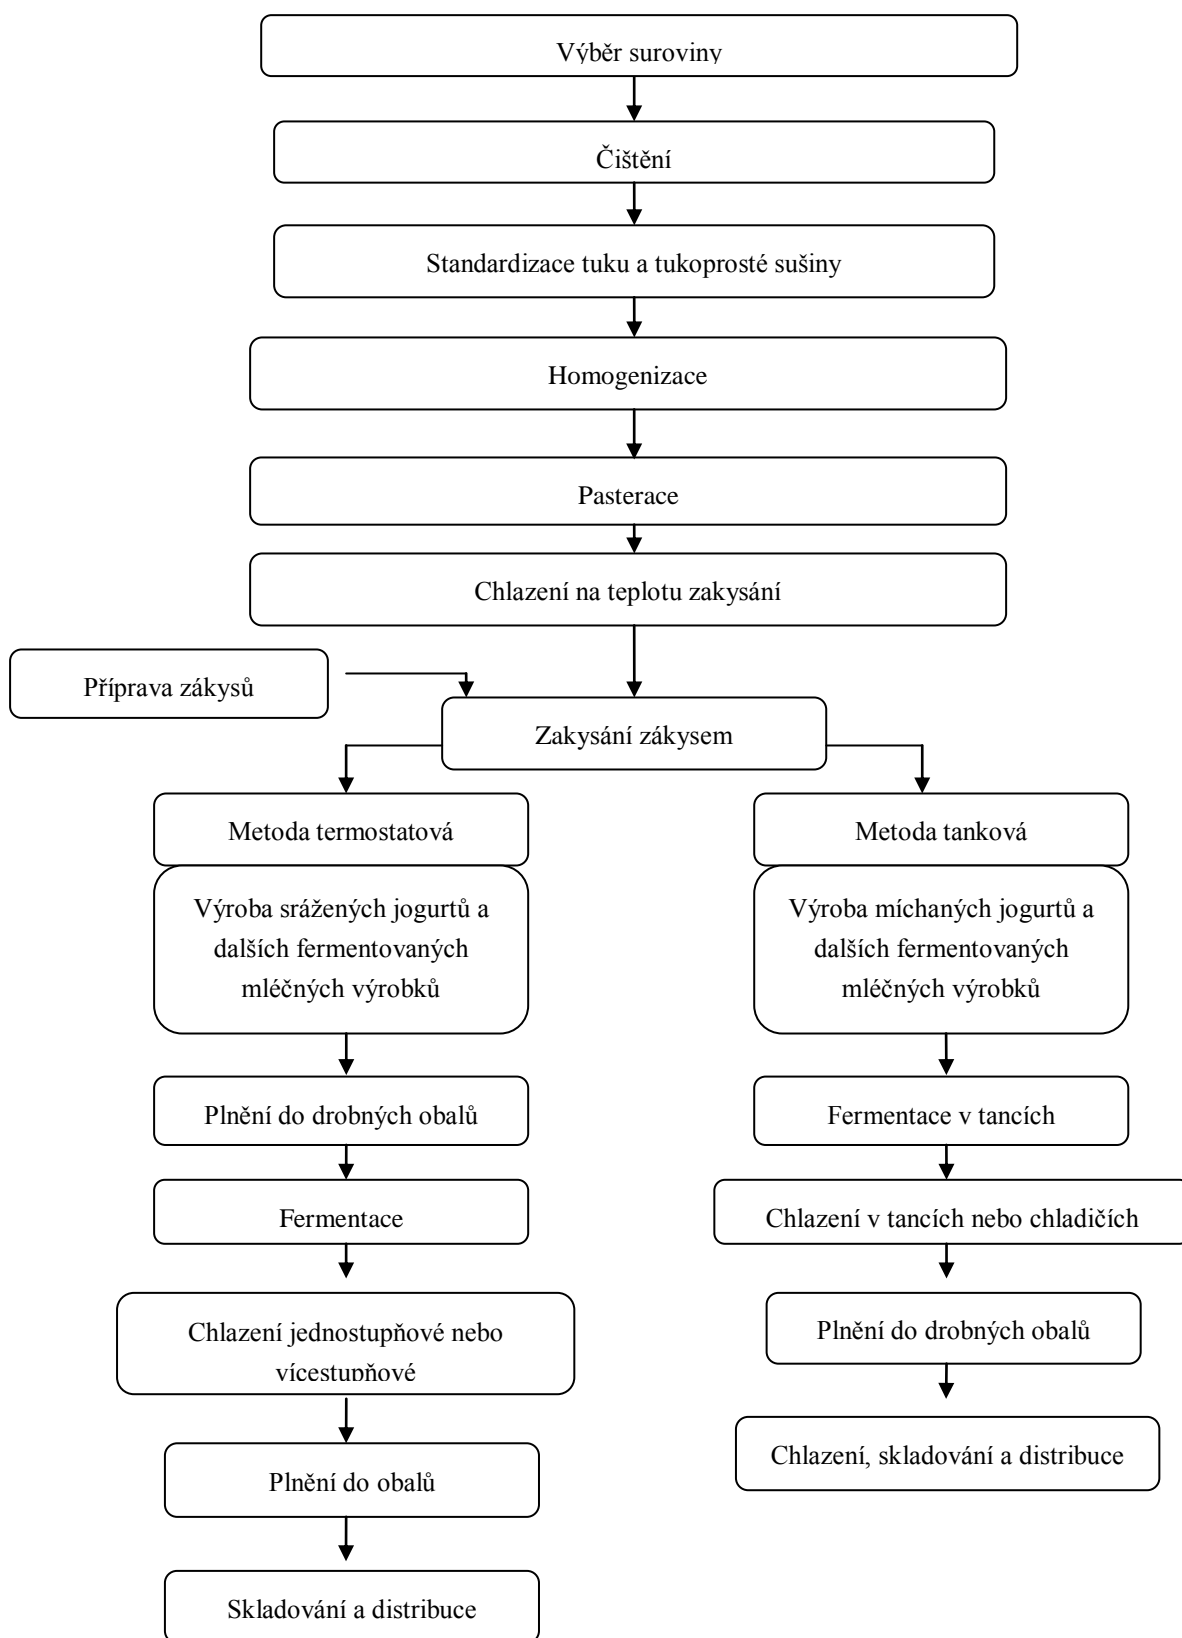 Výběr suroviny
Čištění
Standardizace tuku a tukoprosté sušiny
Homogenizace
Pasterace
Chlazení na teplotu zakysání
Příprava zákysů
Zakysání zákysem
Metoda termostatová
Výroba srážených jogurtů a
dalších fermentovaných
mléčných výrobků
Plnění do drobných obalů
Fermentace
Chlazení jednostupňové nebo
vícestupňové
Plnění do obalů
Skladování a distribuce
Metoda tanková
Výroba míchaných jogurtů a
dalších fermentovaných
mléčných výrobků
Fermentace v tancích
Chlazení v tancích nebo chladičích
Plnění do drobných obalů
Chlazení, skladování a distribuce